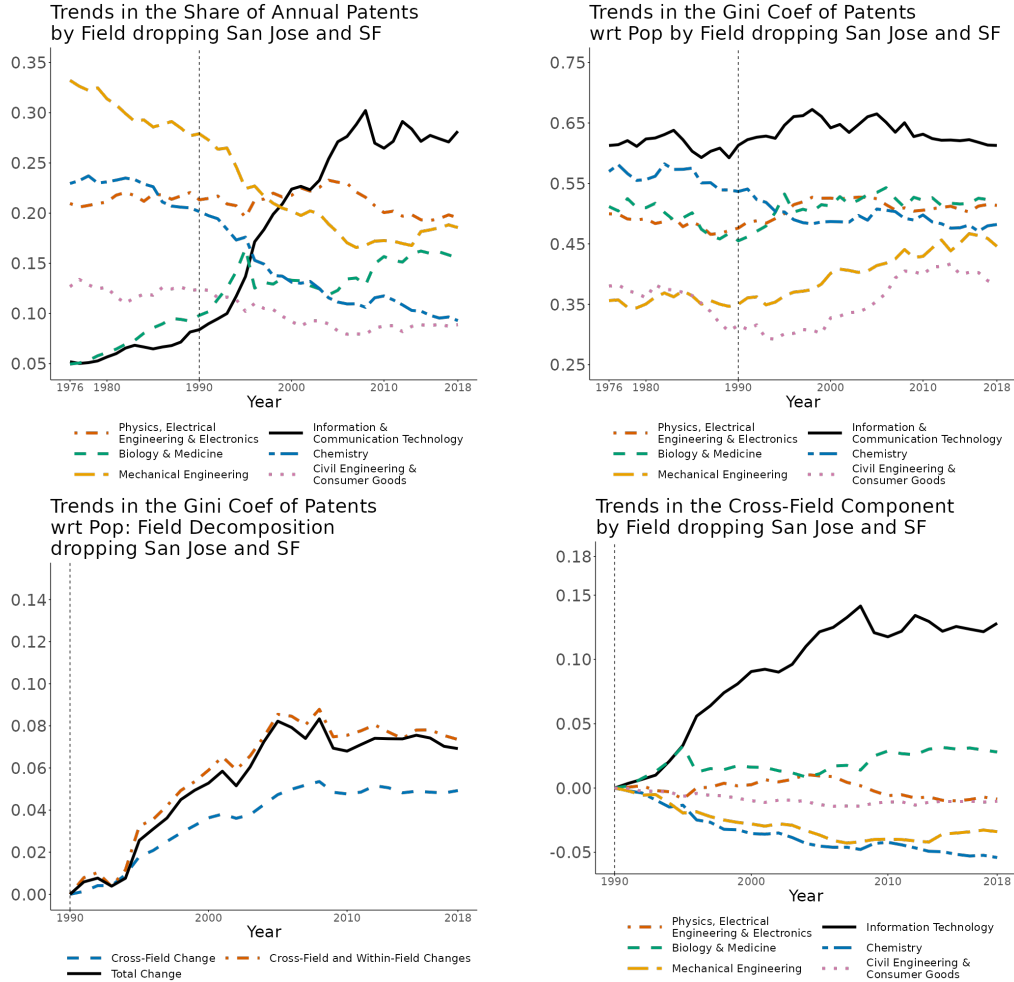 Trends in the Share of Annual Patents
by Field dropping San Jose and SF
0.35
0.30
0.25
0.20
0.15
0.10
0.05
1976 1980 1990 2000 2010 2018
Year
Physics, Electrical
Engineering & Electronics
Information &
Communication Technology
Biology & Medicine
Chemistry
Mechanical Engineering
Civil Engineering &
Consumer Goods
Trends in the Gini Coef of Patents
wrt Pop by Field dropping San Jose and SF
0.75
0.65
0.55
0.45
0.35
0.25
1976 1980 1990 2000 2010 2018
Year
Physics, Electrical
Engineering & Electronics
Information &
Communication Technology
Biology & Medicine
Chemistry
Mechanical Engineering
Civil Engineering &
Consumer Goods
Trends in the Gini Coef of Patents
wrt Pop: Field Decomposition
dropping San Jose and SF
0.14
0.12
0.10
0.08
0.06
0.04
0.02
0.00
1990 2000 2010 2018
Year
Cross-Field Change
Cross-Field and Within-Field Changes
Total Change
Trends in the Cross-Field Component
by Field dropping San Jose and SF
0.18
0.15
0.10
0.05
0.00
-0.05
1990 2000 2010 2018
Year
Physics, Electrical
Engineering & Electronics
Information Technology
Biology & Medicine
Chemistry
Mechanical Engineering
Civil Engineering &
Consumer Goods